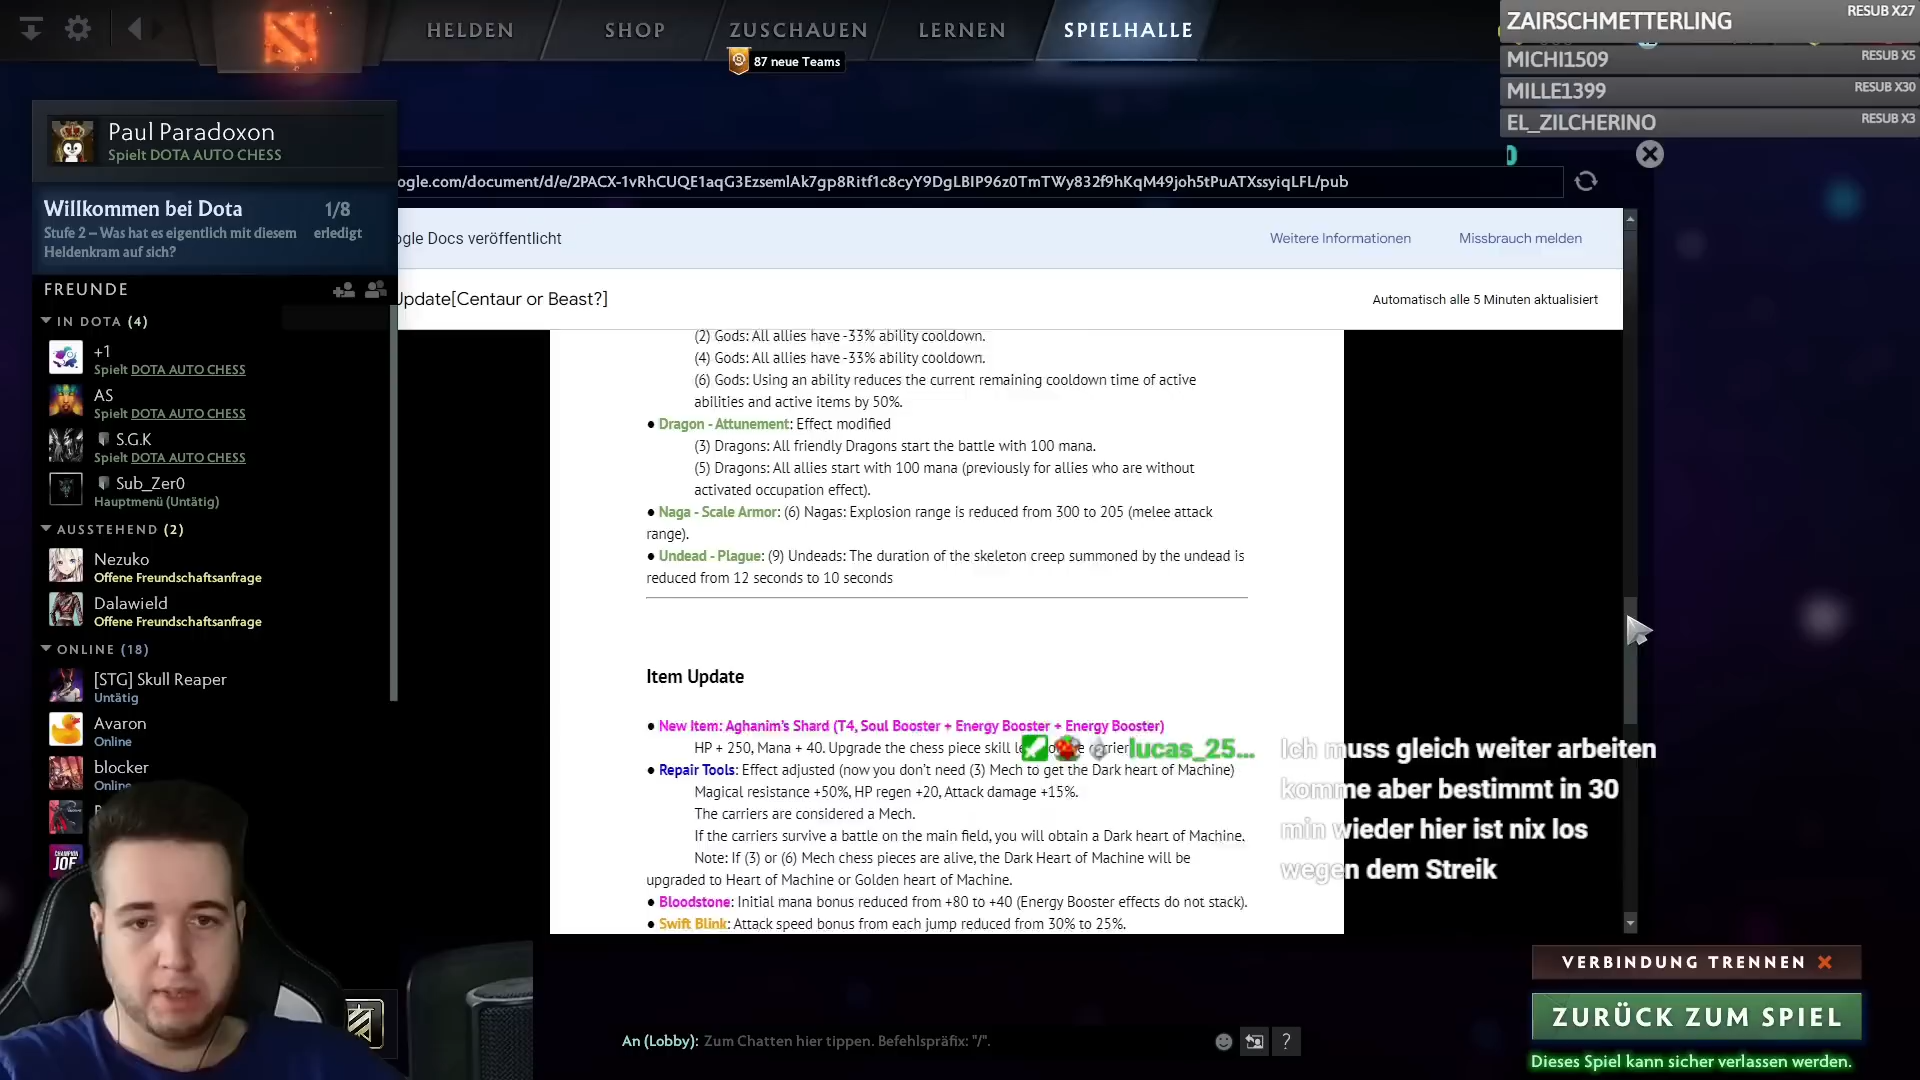 HELDEN
SHOP
ZUSCHAUEN
LERNEN
SPIELHALLE
87 neue Teams
ZAIRSCHMETTERLING RESUB X27
MICHI1509 RESUB X5
MILLE1399 RESUB X30
EL_ZILCHERINO RESUB X3
Paul Paradoxon
Spielt DOTA AUTO CHESS
Willkommen bei Dota 1/8
Stufe 2 – Was hat es eigentlich mit diesem erledigt
Heldenkram auf sich?
FREUNDE
IN DOTA (4)
+1
Spielt DOTA AUTO CHESS
AS
Spielt DOTA AUTO CHESS
S.G.K
Spielt DOTA AUTO CHESS
Sub_Zer0
Hauptmenü (Untätig)
AUSSTEHEND (2)
Nezuko
Offene Freundschaftsanfrage
Dalawield
Offene Freundschaftsanfrage
ONLINE (18)
[STG] Skull Reaper
Untätig
Avaron
Online
blocker
Online
CHAMPION
JOF
ogle.com/document/d/e/2PACX-1vRhCUQE1aqG3EzsemlAk7gp8Ritf1c8cyY9DgLBIP96z0TmTWy832f9hKqM49joh5tPuATXssyiqLFL/pub
ogle Docs veröffentlicht
Weitere Informationen
Missbrauch melden
Update[Centaur or Beast?]
Automatisch alle 5 Minuten aktualisiert
(2) Gods: All allies have -33% ability cooldown.
(4) Gods: All allies have -33% ability cooldown.
(6) Gods: Using an ability reduces the current remaining cooldown time of active
abilities and active items by 50%.
● Dragon - Attunement: Effect modified
(3) Dragons: All friendly Dragons start the battle with 100 mana.
(5) Dragons: All allies start with 100 mana (previously for allies who are without
activated occupation effect).
● Naga - Scale Armor: (6) Nagas: Explosion range is reduced from 300 to 205 (melee attack
range).
● Undead - Plague: (9) Undeads: The duration of the skeleton creep summoned by the undead is
reduced from 12 seconds to 10 seconds
Item Update
● New Item: Aghanim's Shard (T4, Soul Booster + Energy Booster + Energy Booster)
HP + 250, Mana + 40. Upgrade the chess piece skill
● Repair Tools: Effect adjusted (now you don't need (3) Mech to get the Dark heart of Machine)
Magical resistance +50%, HP regen +20, Attack damage +15%.
The carriers are considered a Mech.
If the carriers survive a battle on the main field, you will obtain a Dark heart of Machine.
Note: If (3) or (6) Mech chess pieces are alive, the Dark Heart of Machine will be
upgraded to Heart of Machine or Golden heart of Machine.
● Bloodstone: Initial mana bonus reduced from +80 to +40 (Energy Booster effects do not stack).
● Swift Blink: Attack speed bonus from each jump reduced from 30% to 25%.
lucas_25... Ich muss gleich weiter arbeiten
komme aber bestimmt in 30
min wieder hier ist nix los
wegen dem Streik
VERBINDUNG TRENNEN
ZURÜCK ZUM SPIEL
Dieses Spiel kann sicher verlassen werden.
An (Lobby): Zum Chatten hier tippen. Befehlspräfix: "/".
?